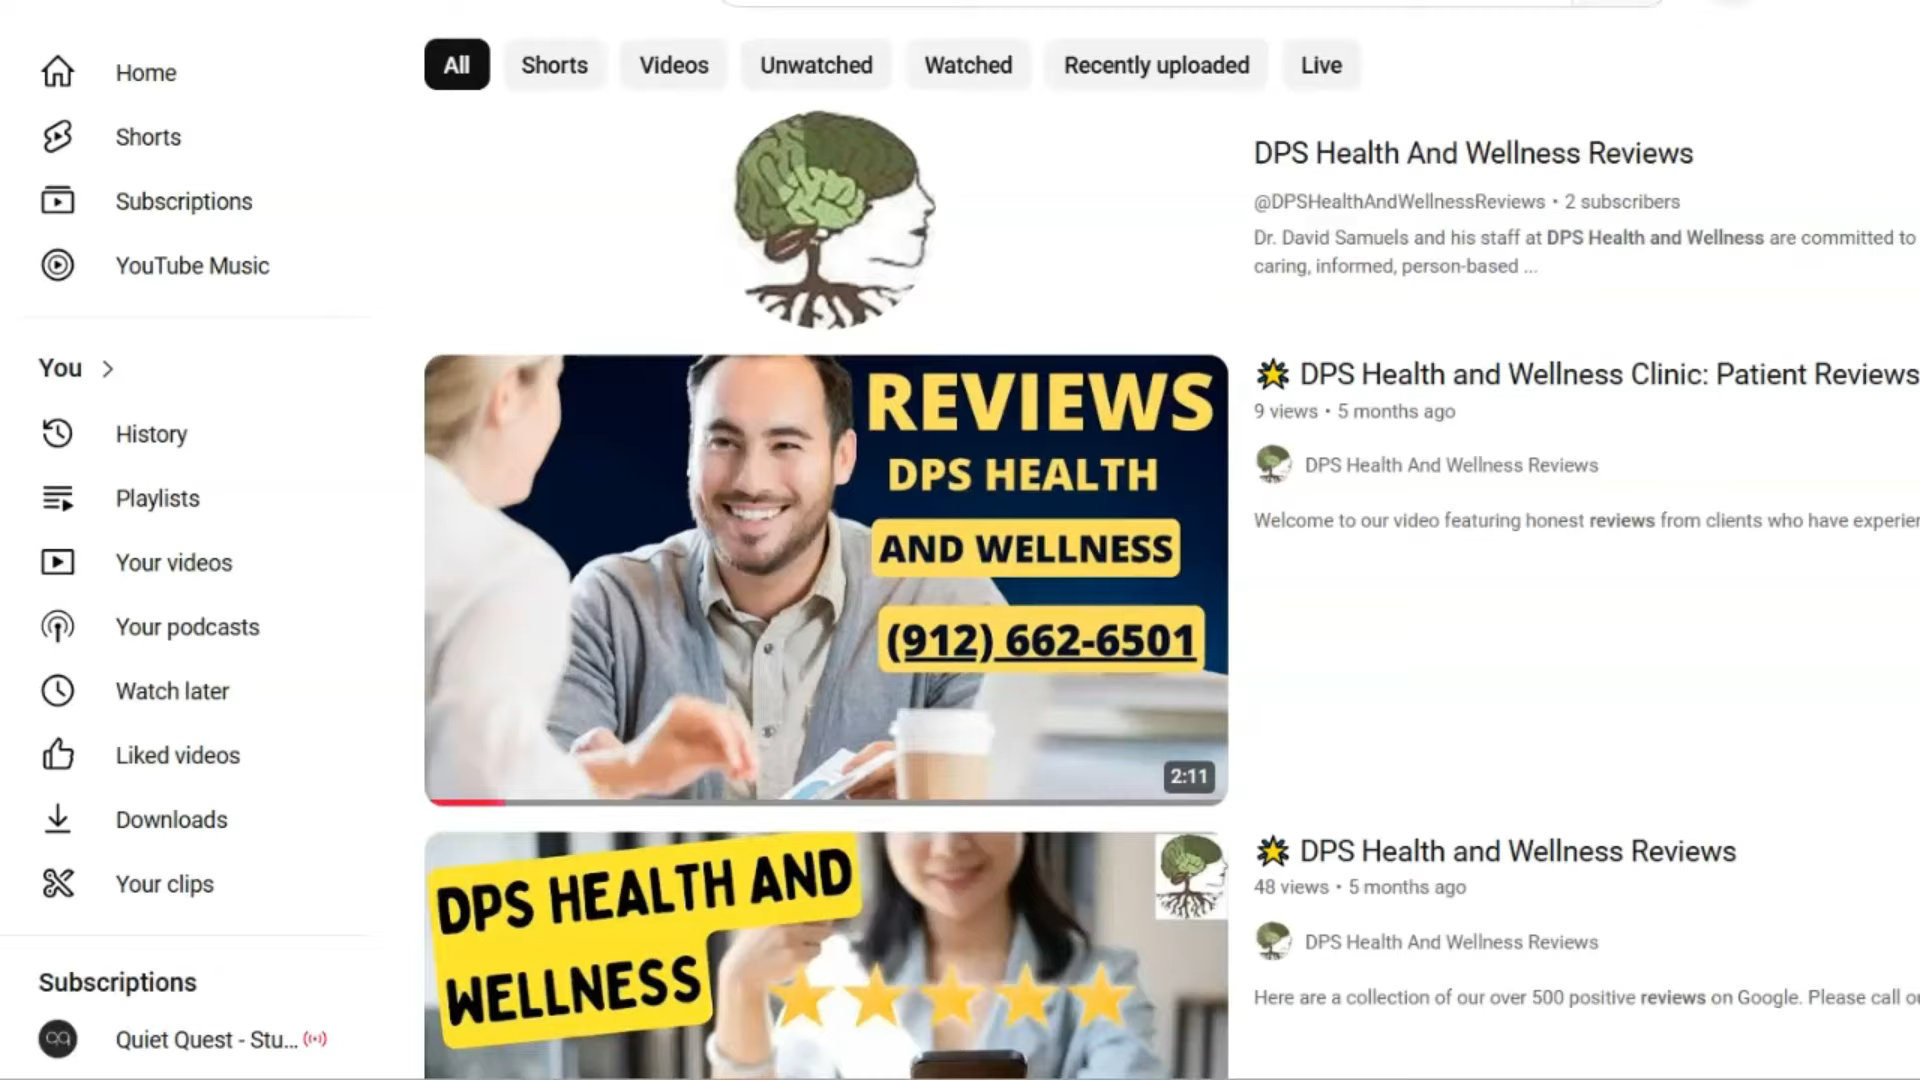 All
Shorts
Videos
Unwatched
Watched
Recently uploaded
Live
Home
Shorts
Subscriptions
YouTube Music
You
History
Playlists
Your videos
Your podcasts
Watch later
Liked videos
Downloads
Your clips
Subscriptions
Quiet Quest - Stu...
DPS Health And Wellness Reviews
@DPSHealthAndWellnessReviews • 2 subscribers
Dr. David Samuels and his staff at DPS Health and Wellness are committed to
caring, informed, person-based ...
REVIEWS
DPS HEALTH
AND WELLNESS
(912) 662-6501
2:11
DPS Health and Wellness Clinic: Patient Reviews
9 views • 5 months ago
DPS Health And Wellness Reviews
Welcome to our video featuring honest reviews from clients who have experien
DPS HEALTH AND
WELLNESS
DPS Health and Wellness Reviews
48 views • 5 months ago
DPS Health And Wellness Reviews
Here are a collection of our over 500 positive reviews on Google. Please call